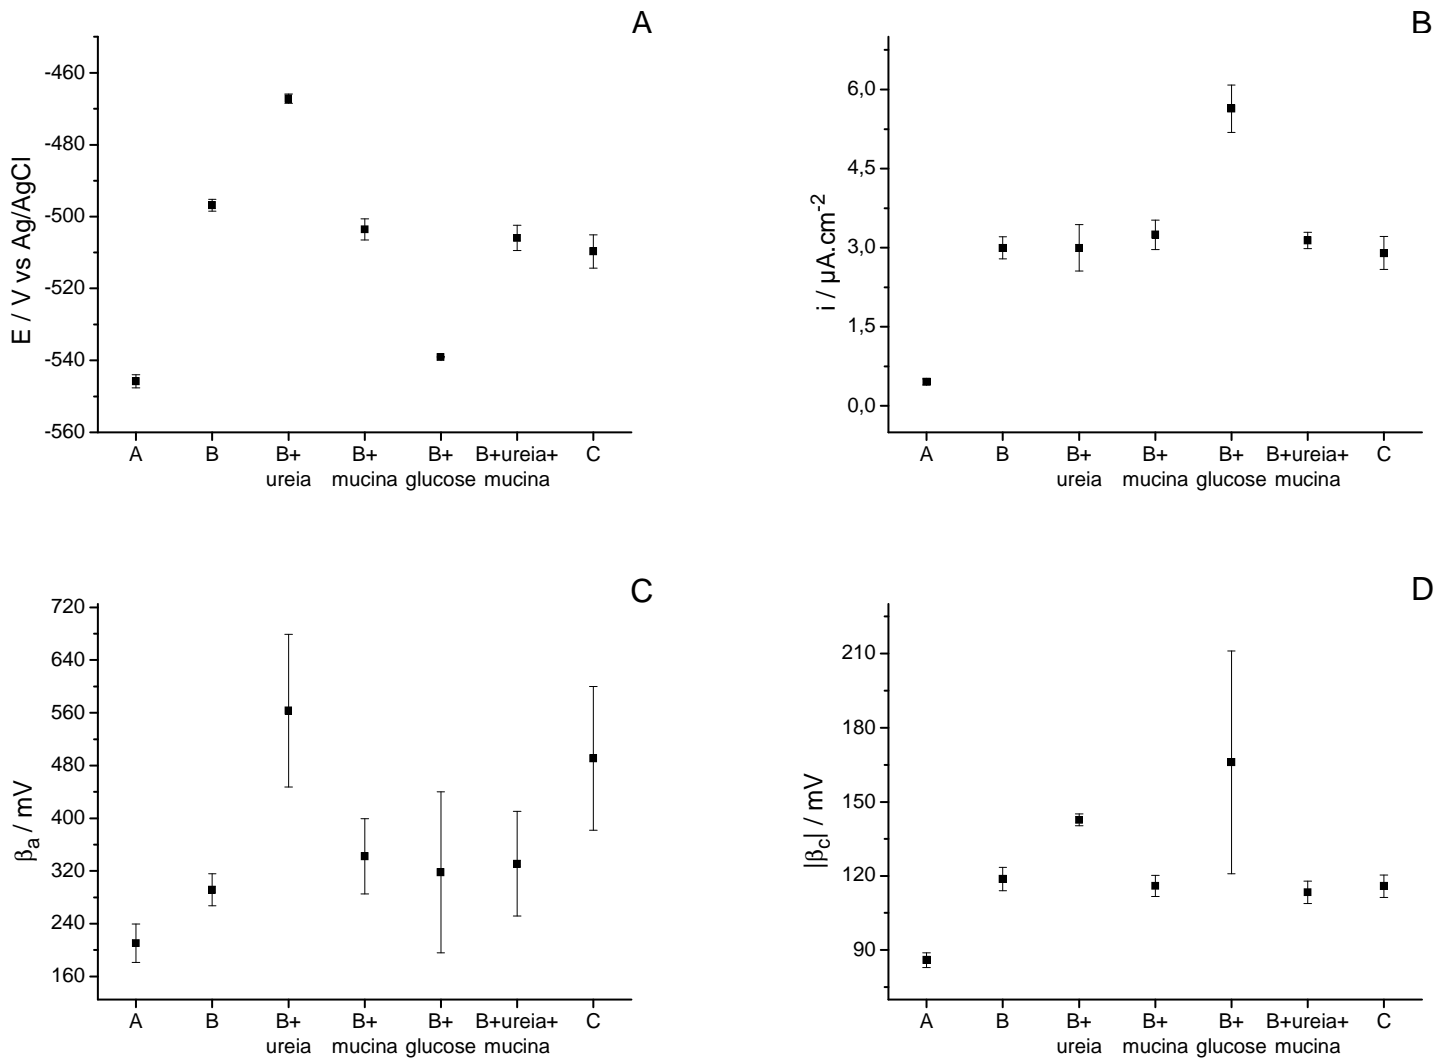 A
E / V vs Ag/AgCl
-460
-480
-500
-520
-540
-560
A B B+ B+ B+ B+ureia+ C
ureia mucina glucose mucina
B
i / µA.cm-2
6,0
4,5
3,0
1,5
0,0
A B B+ B+ B+ B+ureia+ C
ureia mucina glucose mucina
C
βa / mV
720
640
560
480
400
320
240
160
A B B+ B+ B+ B+ureia+ C
ureia mucina glucose mucina
D
|βc| / mV
210
180
150
120
90
A B B+ B+ B+ B+ureia+ C
ureia mucina glucose mucina